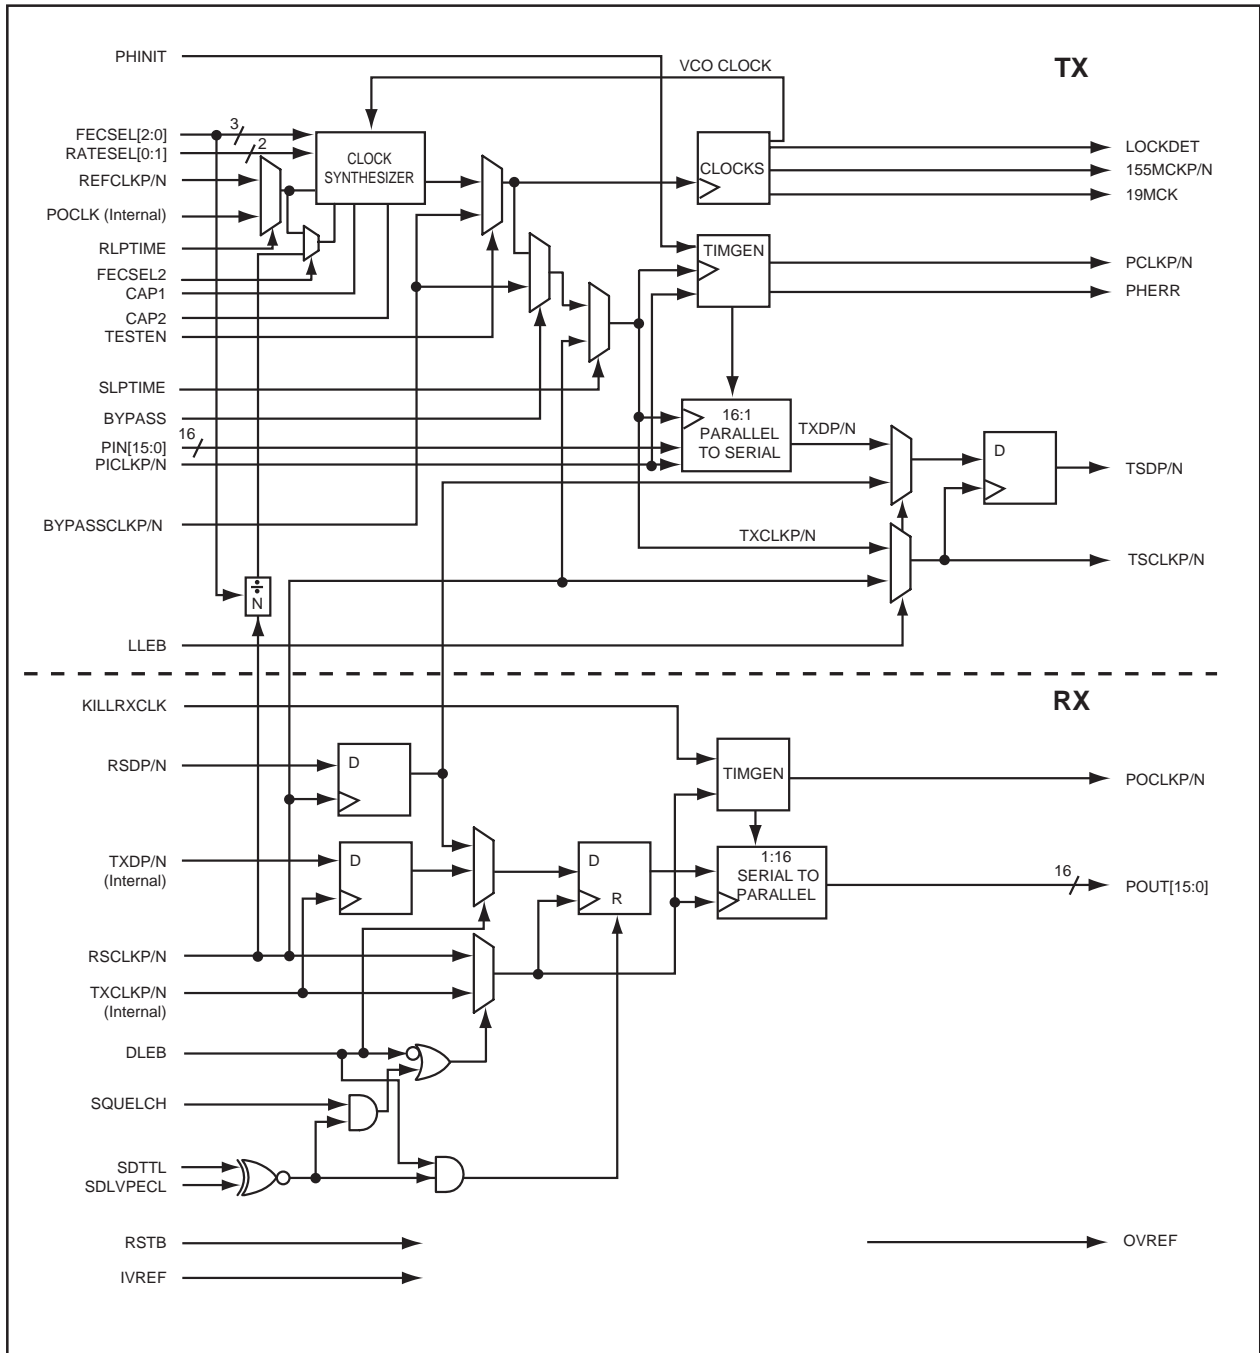 TX
PHINIT
VCO CLOCK
FECSEL[2:0]
3
RATESEL[0:1]
2
REFCLKP/N
POCLK (Internal)
RLPTIME
FECSEL2
CAP1
CAP2
TESTEN
SLPTIME
BYPASS
PIN[15:0]
16
PICLKP/N
BYPASSCLKP/N
LLEB
CLOCK
SYNTHESIZER
CLOCKS
LOCKDET
155MCKP/N
19MCK
TIMGEN
PCLKP/N
PHERR
16:1
PARALLEL
TO SERIAL
TXDP/N
D
TSDP/N
TXCLKP/N
TSCLKP/N
÷
N
RX
KILLRXCLK
RSDP/N
D
TIMGEN
POCLKP/N
TXDP/N
(Internal)
D
D
R
1:16
SERIAL TO
PARALLEL
16
POUT[15:0]
RSCLKP/N
TXCLKP/N
(Internal)
DLEB
SQUELCH
SDTTL
SDLVPECL
RSTB
IVREF
OVREF